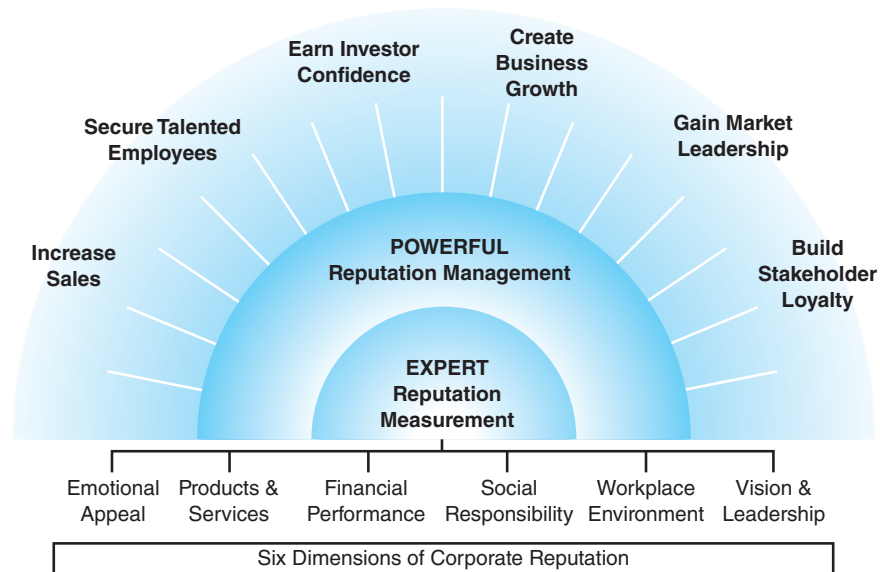 Increase
Sales
Secure Talented
Employees
Earn Investor
Confidence
Create
Business
Growth
Gain Market
Leadership
Build
Stakeholder
Loyalty
POWERFUL
Reputation Management
EXPERT
Reputation
Measurement
Emotional
Appeal
Products &
Services
Financial
Performance
Social
Responsibility
Workplace
Environment
Vision &
Leadership
Six Dimensions of Corporate Reputation